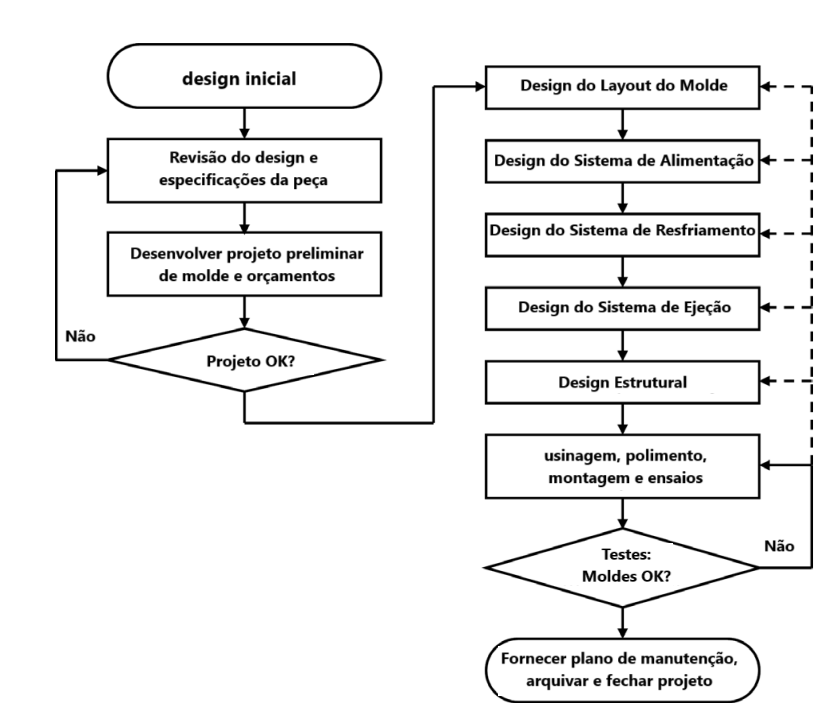 design inicial
Revisão do design e
especificações da peça
Desenvolver projeto preliminar
de molde e orçamentos
Não
Projeto OK?
Design do Layout do Molde
Design do Sistema de Alimentação
Design do Sistema de Resfriamento
Design do Sistema de Ejeção
Design Estrutural
usinagem, polimento,
montagem e ensaios
Testes:
Moldes OK?
Não
Fornecer plano de manutenção,
arquivar e fechar projeto